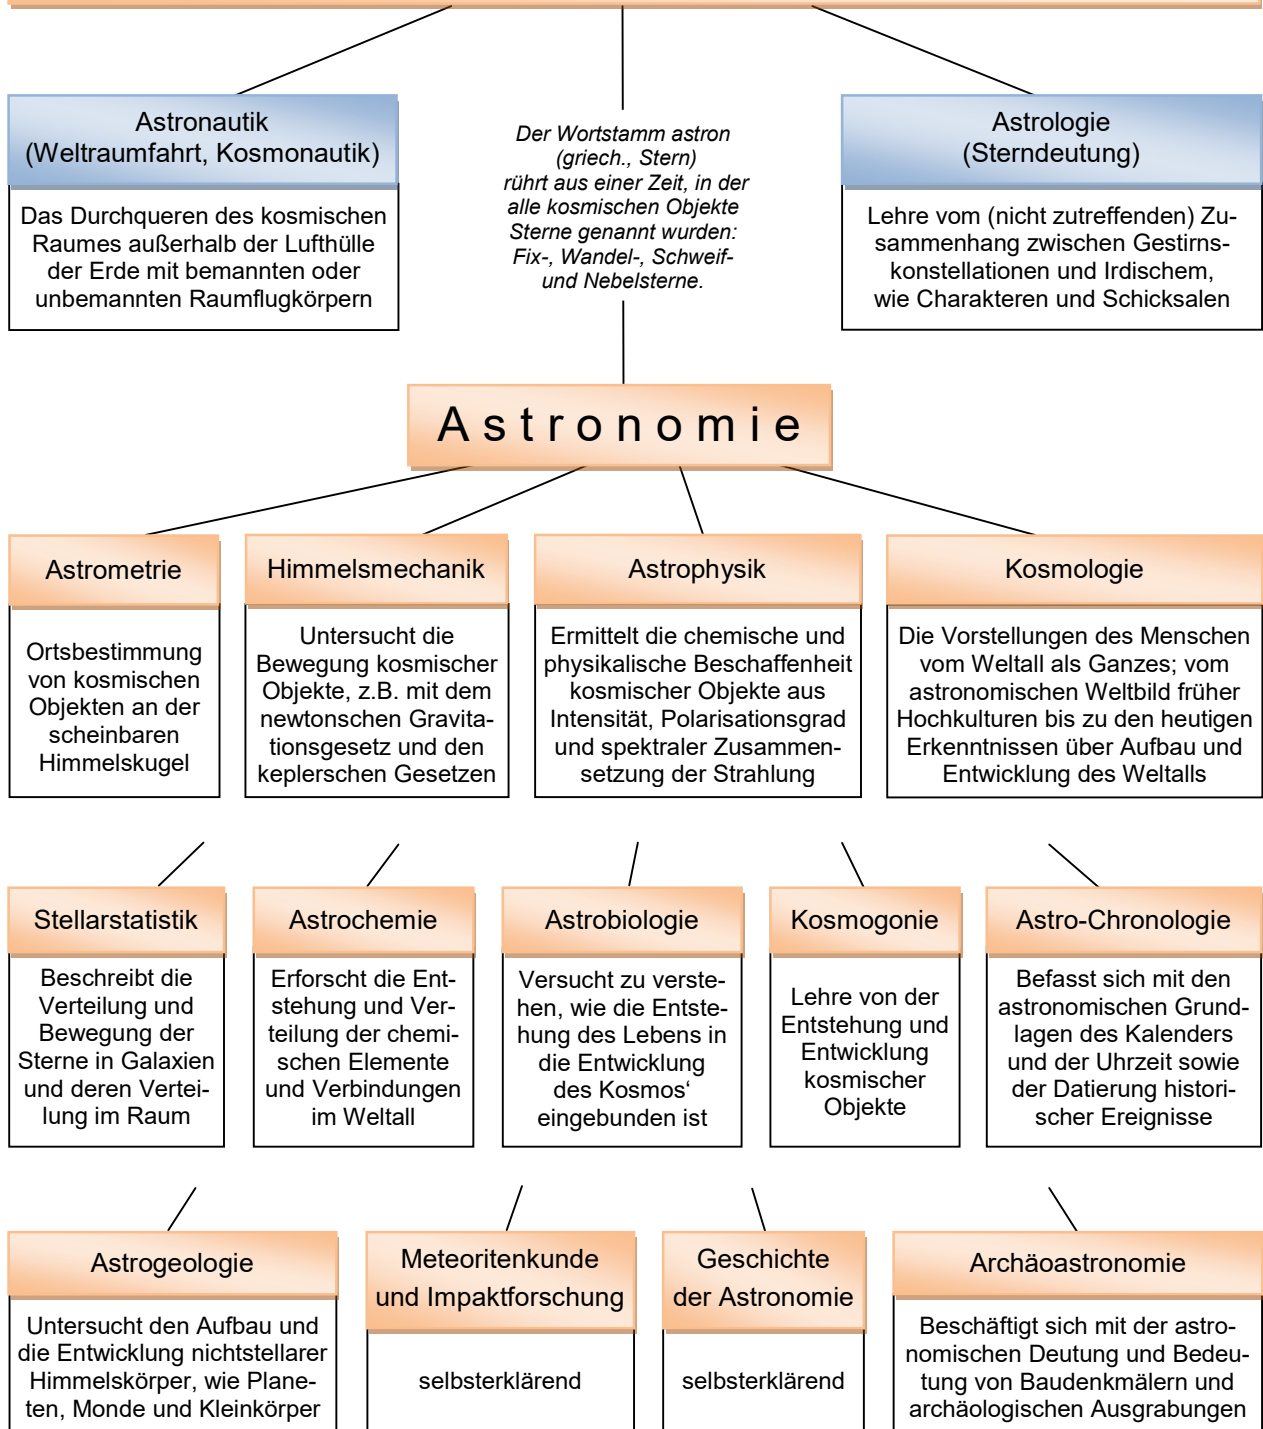 Astronautik
(Weltraumfahrt, Kosmonautik)
Das Durchqueren des kosmischen
Raumes außerhalb der Lufthülle
der Erde mit bemannten oder
unbemannten Raumflugkörpern
Der Wortstamm astron
(griech., Stern)
rührt aus einer Zeit, in der
alle kosmischen Objekte
Sterne genannt wurden:
Fix-, Wandel-, Schweif-
und Nebelsterne.
Astrologie
(Sterndeutung)
Lehre vom (nicht zutreffenden) Zu-
sammenhang zwischen Gestirns-
konstellationen und Irdischem,
wie Charakteren und Schicksalen
Astronomie
Astrometrie
Ortsbestimmung
von kosmischen
Objekten an der
scheinbaren
Himmelskugel
Himmelsmechanik
Untersucht die
Bewegung kosmischer
Objekte, z.B. mit dem
newtonschen Gravita-
tionsgesetz und den
keplerschen Gesetzen
Astrophysik
Ermittelt die chemische und
physikalische Beschaffenheit
kosmischer Objekte aus
Intensität, Polarisationsgrad
und spektraler Zusammen-
setzung der Strahlung
Kosmologie
Die Vorstellungen des Menschen
vom Weltall als Ganzes; vom
astronomischen Weltbild früher
Hochkulturen bis zu den heutigen
Erkenntnissen über Aufbau und
Entwicklung des Weltalls
Stellarstatistik
Beschreibt die
Verteilung und
Bewegung der
Sterne in Galaxien
und deren Vertei-
lung im Raum
Astrochemie
Erforscht die Ent-
stehung und Ver-
teilung der chemi-
schen Elemente
und Verbindungen
im Weltall
Astrobiologie
Versucht zu verste-
hen, wie die Entste-
hung des Lebens in
die Entwicklung
des Kosmos‘
eingebunden ist
Kosmogonie
Lehre von der
Entstehung und
Entwicklung
kosmischer
Objekte
Astro-Chronologie
Befasst sich mit den
astronomischen Grund-
lagen des Kalenders
und der Uhrzeit sowie
der Datierung histori-
scher Ereignisse
Astrogeologie
Untersucht den Aufbau und
die Entwicklung nichtstellarer
Himmelskörper, wie Plane-
ten, Monde und Kleinkörper
Meteoritenkunde
und Impaktforschung
selbsterklärend
Geschichte
der Astronomie
selbsterklärend
Archäoastronomie
Beschäftigt sich mit der astro-
nomischen Deutung und Bedeu-
tung von Baudenkmälern und
archäologischen Ausgrabungen